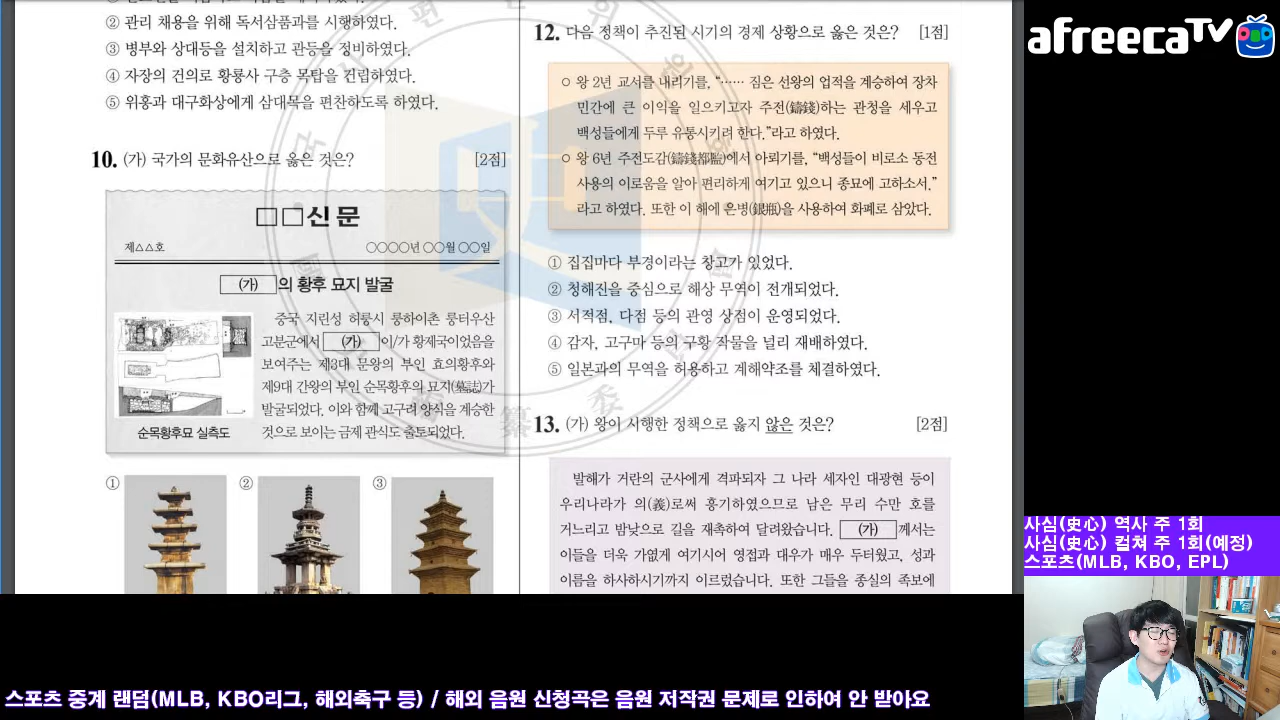 ② 관리 채용을 위해 독서삼품과를 시행하였다.
③ 병부와 상대등을 설치하고 관등을 정비하였다.
④ 자장의 건의로 황룡사 구층 목탑을 건립하였다.
⑤ 위홍과 대구화상에게 삼대목을 편찬하도록 하였다.
10. (가) 국가의 문화유산으로 옳은 것은? [2점]
□□신문
제△△호 ○○○○년 ○○월 ○○일
(가) 의 황후 묘지 발굴
중국 지린성 허룽시 룽하이촌 룽터우산
고분군에서 (가) 이/가 황제국이었음을
보여주는 제3대 문왕의 부인 효의황후와
제9대 간왕의 부인 순목황후의 묘지(墓誌)가
발굴되었다. 이와 함께 고구려 양식을 계승한
것으로 보이는 금제 관식도 출토되었다.
순목황후묘 실측도
①
②
③
12. 다음 정책이 추진된 시기의 경제 상황으로 옳은 것은? [1점]
○ 왕 2년 교서를 내리기를, “…… 짐은 선왕의 업적을 계승하여 장차
민간에 큰 이익을 일으키고자 주전(鑄錢)하는 관청을 세우고
백성들에게 두루 유통시키려 한다.”라고 하였다.
○ 왕 6년 주전도감(鑄錢都監)에서 아뢰기를, “백성들이 비로소 동전
사용의 이로움을 알아 편리하게 여기고 있으니 종묘에 고하소서.”
라고 하였다. 또한 이 해에 은병(銀瓶)을 사용하여 화폐로 삼았다.
① 집집마다 부경이라는 창고가 있었다.
② 청해진을 중심으로 해상 무역이 전개되었다.
③ 서적점, 다점 등의 관영 상점이 운영되었다.
④ 감자, 고구마 등의 구황 작물을 널리 재배하였다.
⑤ 일본과의 무역을 허용하고 계해약조를 체결하였다.
13. (가) 왕이 시행한 정책으로 옳지 않은 것은? [2점]
발해가 거란의 군사에게 격파되자 그 나라 세자인 대광현 등이
우리나라가 의(義)로써 흥기하였으므로 남은 무리 수만 호를
거느리고 밤낮으로 길을 재촉하여 달려왔습니다. (가) 께서는
이들을 더욱 가엾게 여기시어 영접과 대우가 매우 두터웠고, 성과
이름을 하사하시기까지 이르렀습니다. 또한 그들을 종실의 족보에
afreecaTV
사심(史心) 역사 주 1회
사심(史心) 컬쳐 주 1회(예정)
스포츠(MLB, KBO, EPL)
스포츠 중계 랜덤(MLB, KBO리그, 해외축구 등) / 해외 음원 신청곡은 음원 저작권 문제로 인하여 안 받아요